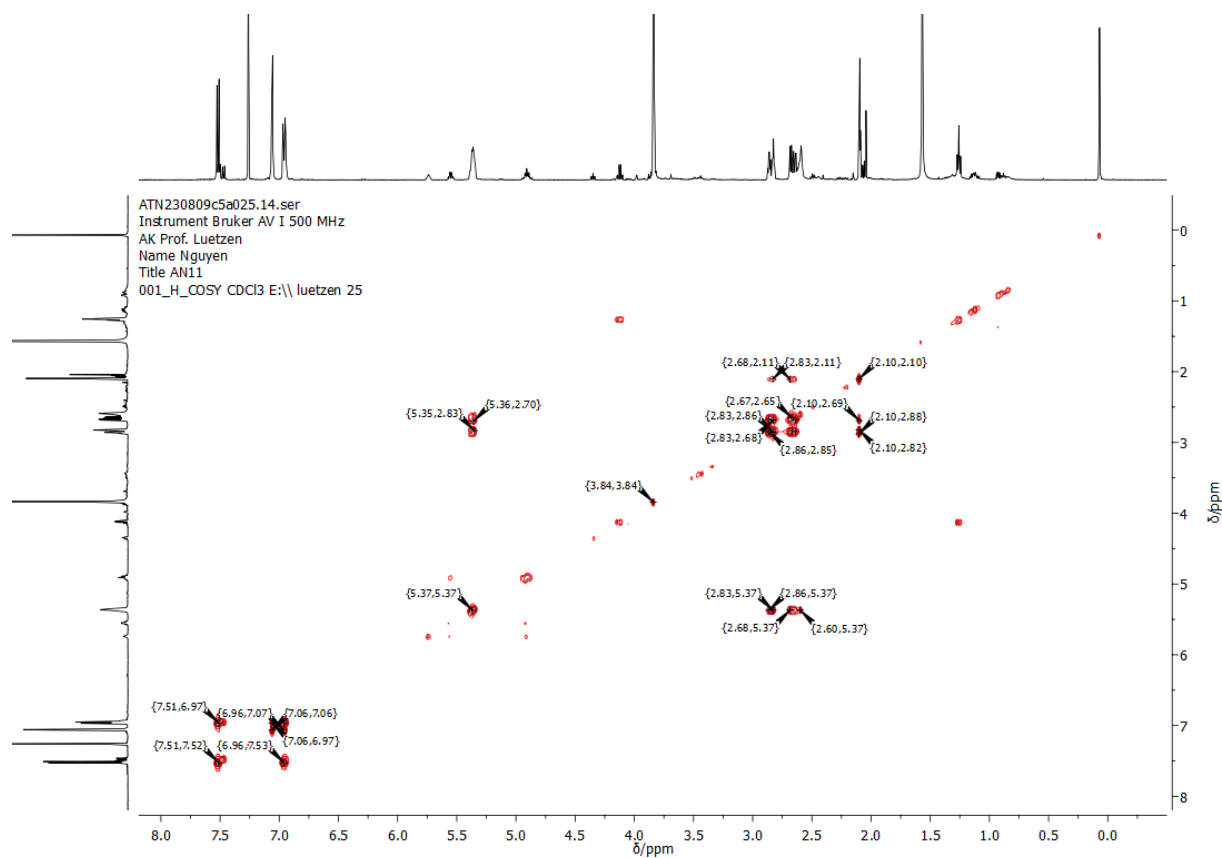 ATN230809c5a025.14.ser
Instrument Bruker AV I 500 MHz
AK Prof. Luetzen
Name Nguyen
Title AN11
001_H_COSY CDCl3 E:\\ luetzen 25
0
1
{2.68,2.11} {2.83,2.11} {2.10,2.10}
2
{5.36,2.70} {2.67,2.65} {2.10,2.69}
{5.35,2.83} {2.83,2.86} {2.10,2.88}
{2.83,2.68} {2.86,2.85} {2.10,2.82}
3
{3.84,3.84}
4
δ/ppm
{5.37,5.37} {2.83,5.37} {2.86,5.37}
5
{2.68,5.37} {2.60,5.37}
6
{7.51,6.97} {6.96,7.07} {7.06,7.06}
7
{7.51,7.52} {6.96,7.53} {7.06,6.97}
8
8.0 7.5 7.0 6.5 6.0 5.5 5.0 4.5 4.0 3.5 3.0 2.5 2.0 1.5 1.0 0.5 0.0
δ/ppm